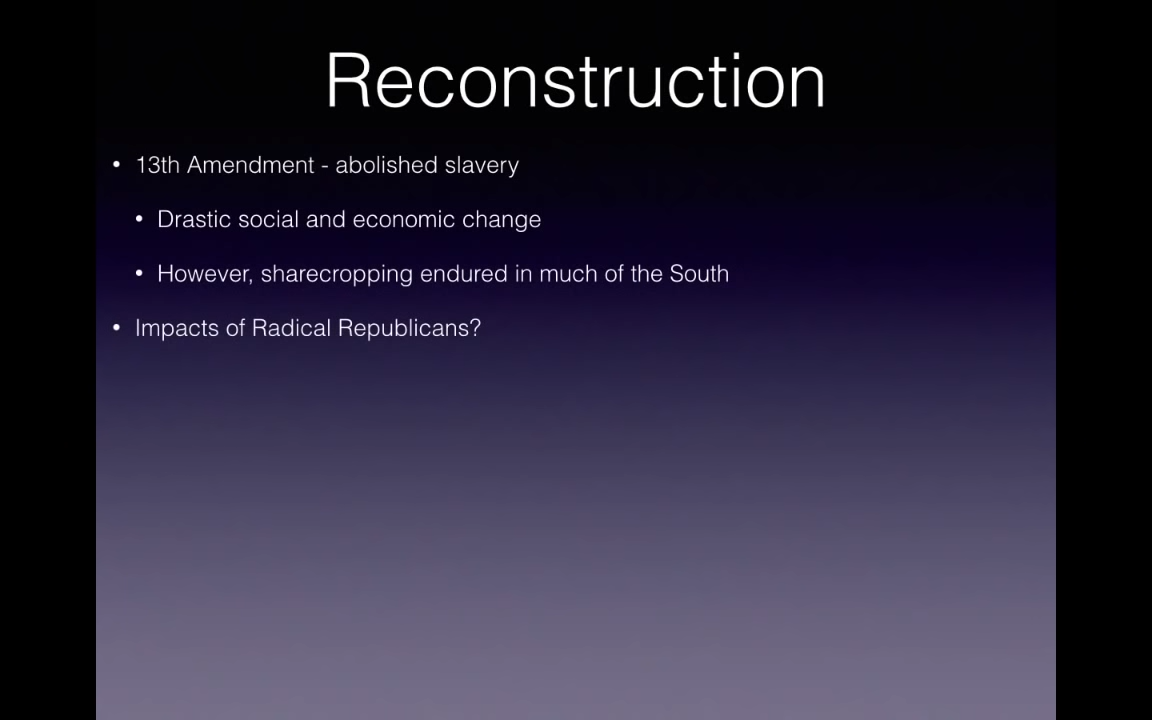 Reconstruction
• 13th Amendment - abolished slavery
• Drastic social and economic change
• However, sharecropping endured in much of the South
• Impacts of Radical Republicans?